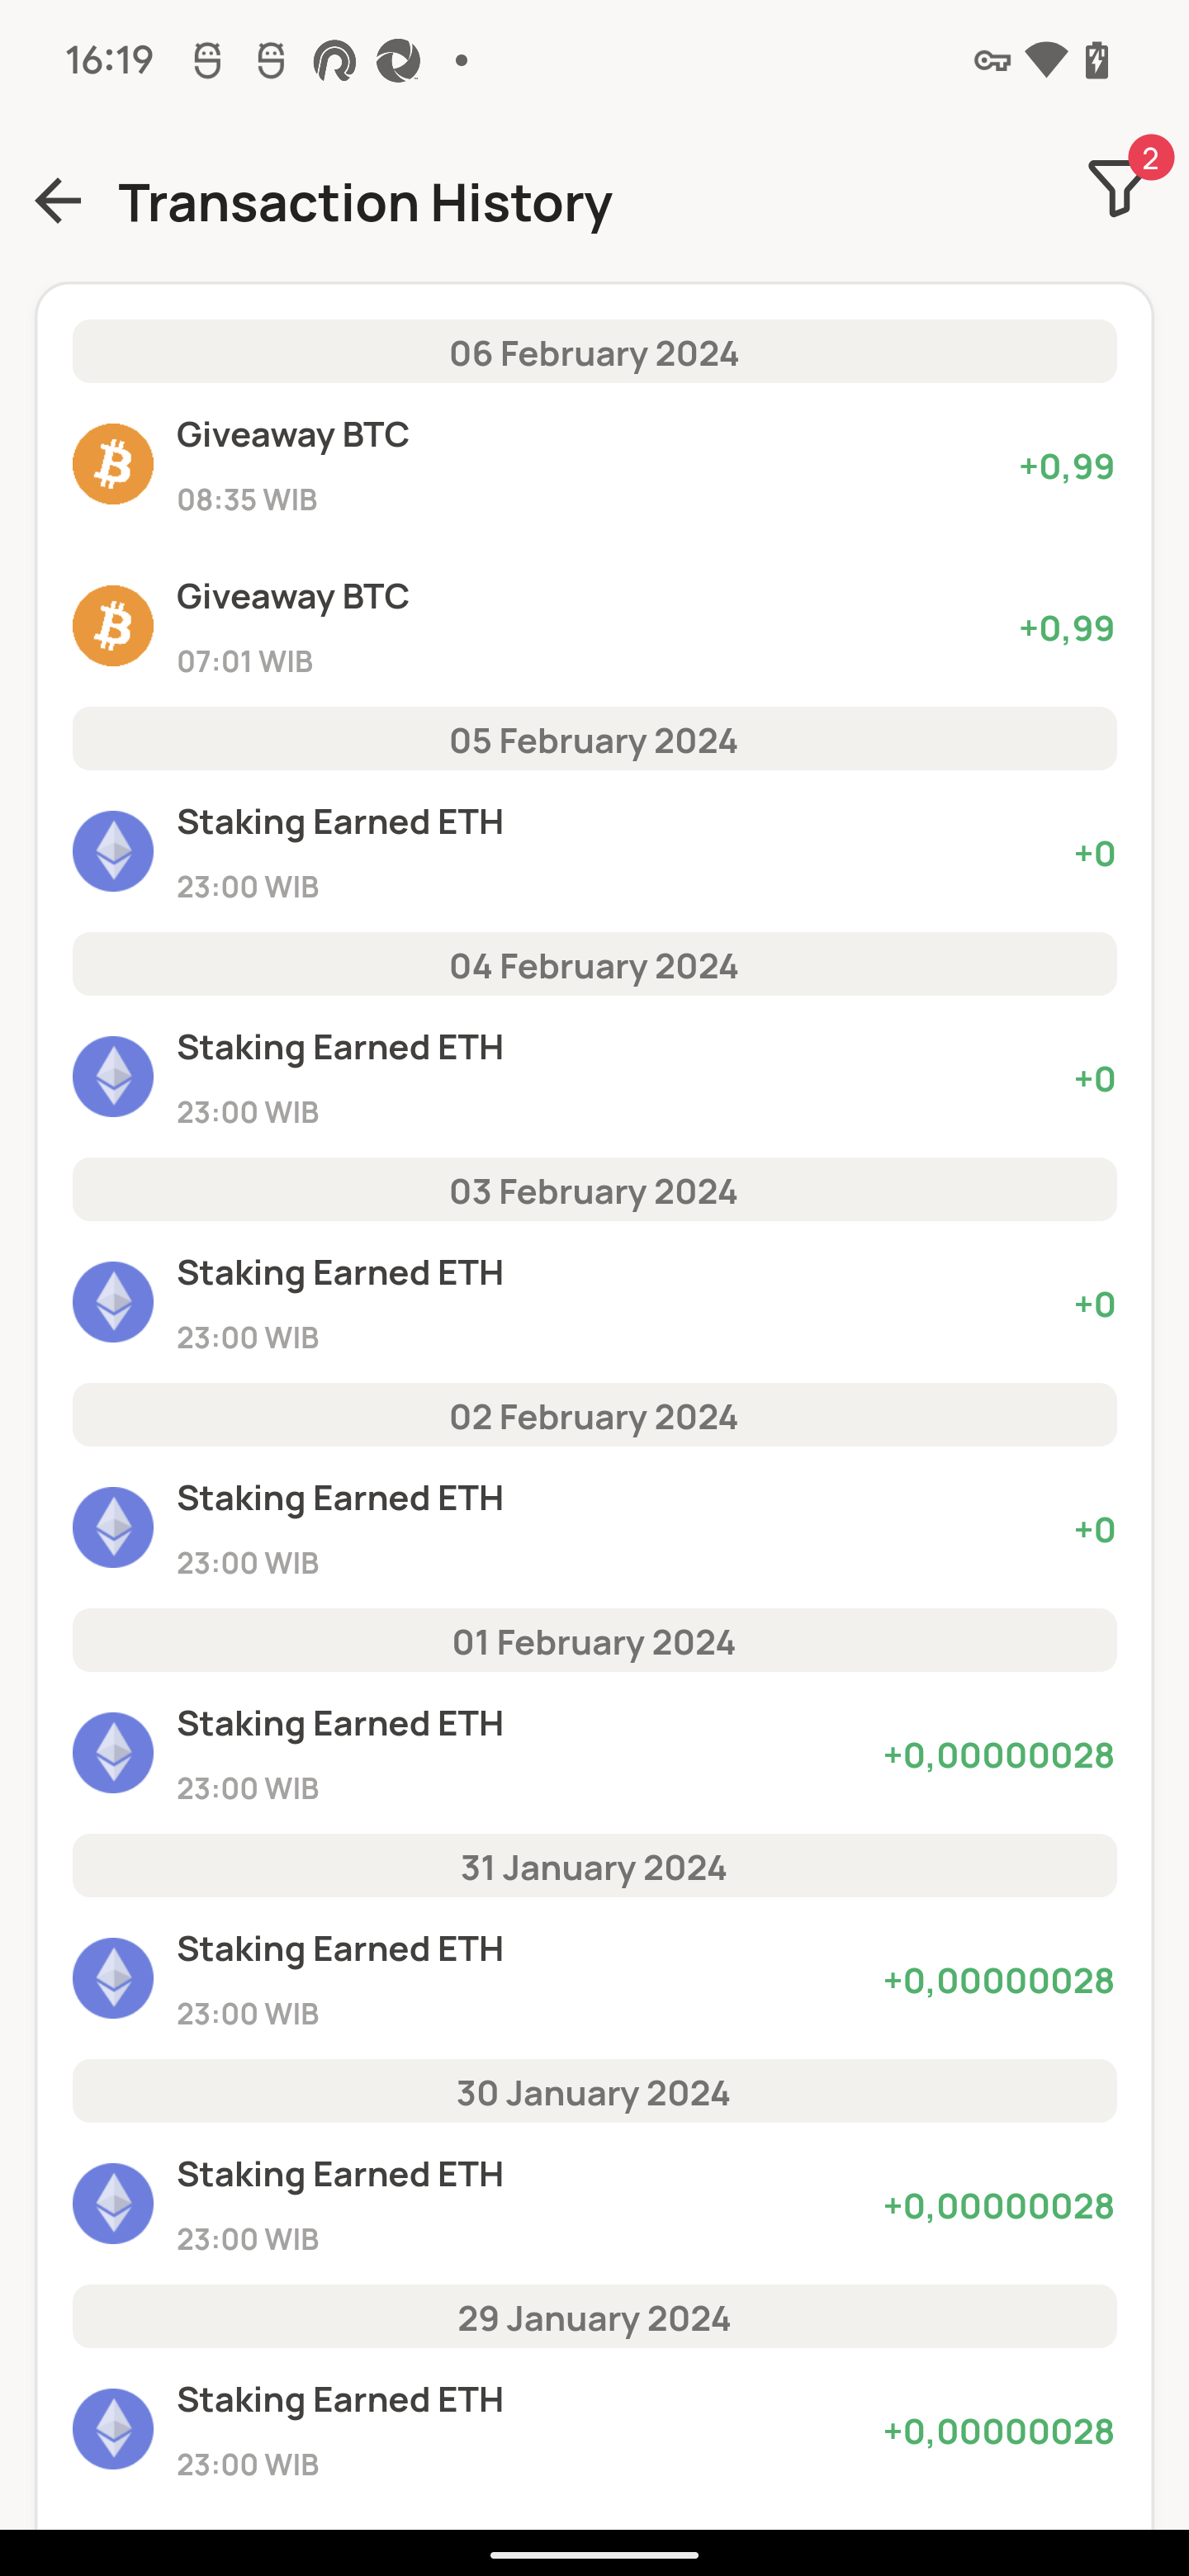 16:19
2
Transaction History
06 February 2024
Giveaway BTC
+0,99
08:35 WIB
Giveaway BTC
+0,99
07:01 WIB
05 February 2024
Staking Earned ETH
+0
23:00 WIB
04 February 2024
Staking Earned ETH
+0
23:00 WIB
03 February 2024
Staking Earned ETH
+0
23:00 WIB
02 February 2024
Staking Earned ETH
+0
23:00 WIB
01 February 2024
Staking Earned ETH
+0,00000028
23:00 WIB
31 January 2024
Staking Earned ETH
+0,00000028
23:00 WIB
30 January 2024
Staking Earned ETH
+0,00000028
23:00 WIB
29 January 2024
Staking Earned ETH
+0,00000028
23:00 WIB